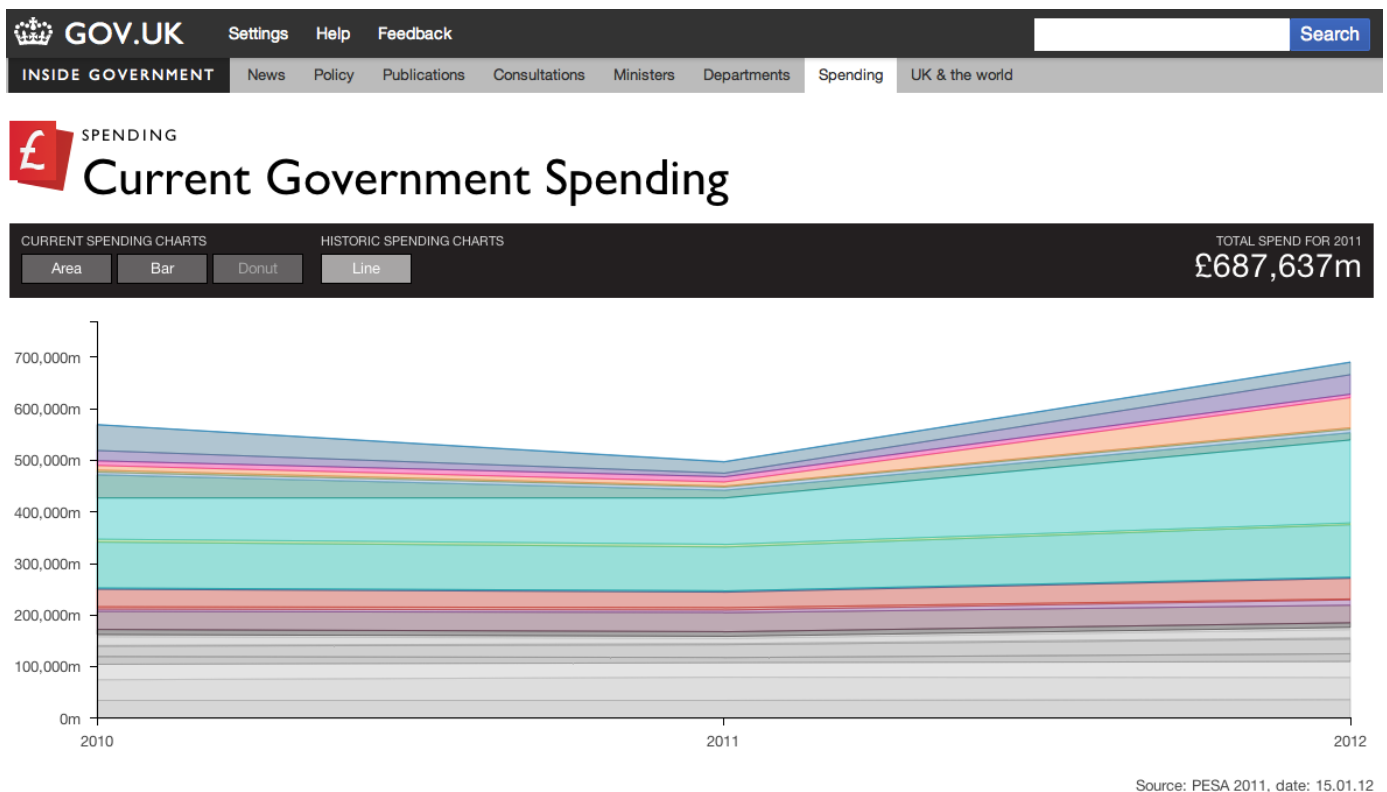 GOV.UK Settings Help Feedback Search
INSIDE GOVERNMENT News Policy Publications Consultations Ministers Departments Spending UK & the world
£
SPENDING
Current Government Spending
CURRENT SPENDING CHARTS HISTORIC SPENDING CHARTS TOTAL SPEND FOR 2011
Area Bar Donut Line £687,637m
700,000m
600,000m
500,000m
400,000m
300,000m
200,000m
100,000m
0m
2010 2011 2012
Source: PESA 2011, date: 15.01.12